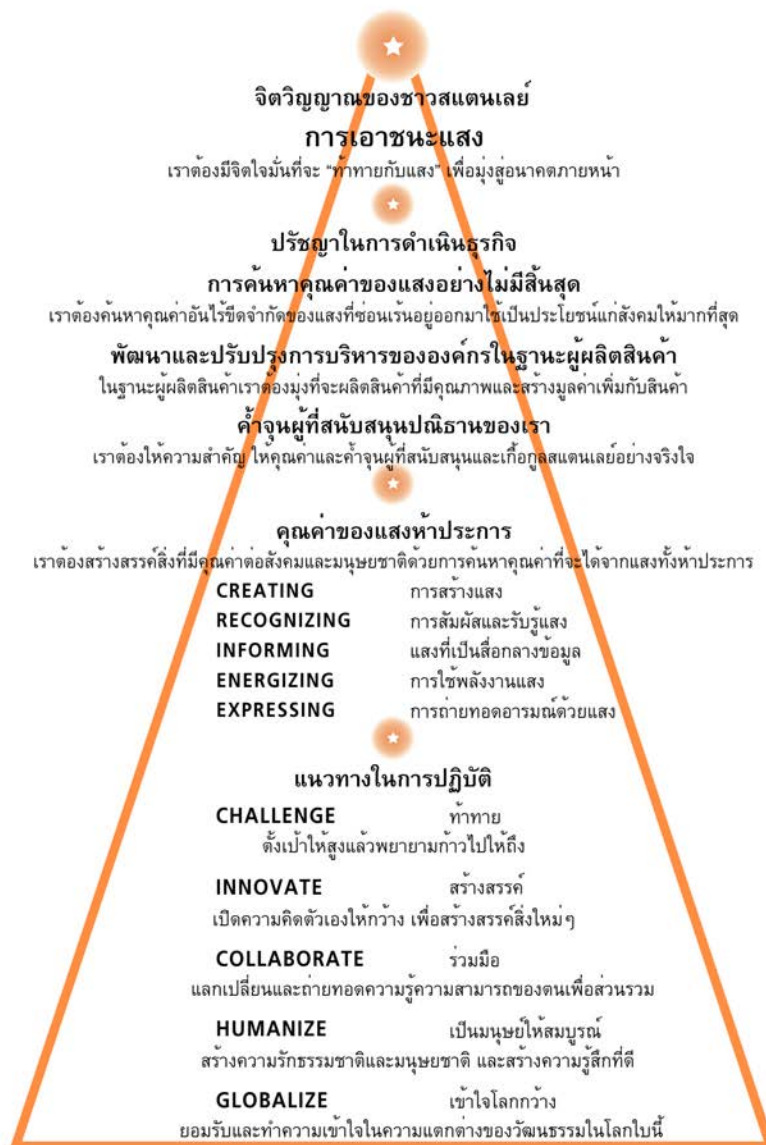 จิตวิญญาณของชาวสแตนเลย์
การเอาชนะแสง
เราต้องมีจิตใจมั่นที่จะ “ท้าทายกับแสง” เพื่อมุ่งสู่อนาคตภายหน้า
ปรัชญาในการดำเนินธุรกิจ
การค้นหาคุณค่าของแสงอย่างไม่มีสิ้นสุด
เราต้องค้นหาคุณค่าอันไร้ขีดจำกัดของแสงที่ซ่อนเร้นอยู่ออกมาใช้เป็นประโยชน์แก่สังคมให้มากที่สุด
พัฒนาและปรับปรุงการบริหารขององค์กรในฐานะผู้ผลิตสินค้า
ในฐานะผู้ผลิตสินค้าเราต้องมุ่งที่จะผลิตสินค้าที่มีคุณภาพและสร้างมูลค่าเพิ่มกับสินค้า
ค้ำจุนผู้ที่สนับสนุนปณิธานของเรา
เราต้องให้ความสำคัญ ให้คุณค่าและค้ำจุนผู้ที่สนับสนุนและเกื้อกูลสแตนเลย์อย่างจริงใจ
คุณค่าของแสงห้าประการ
เราต้องสร้างสรรค์สิ่งที่มีคุณค่าต่อสังคมและมนุษยชาติด้วยการค้นหาคุณค่าที่จะได้จากแสงทั้งห้าประการ
CREATING การสร้างแสง
RECOGNIZING การสัมผัสและรับรู้แสง
INFORMING แสงที่เป็นสื่อกลางข้อมูล
ENERGIZING การใช้พลังงานแสง
EXPRESSING การถ่ายทอดอารมณ์ด้วยแสง
แนวทางในการปฏิบัติ
CHALLENGE ท้าทาย
ตั้งเป้าให้สูงแล้วพยายามก้าวไปให้ถึง
INNOVATE สร้างสรรค์
เปิดความคิดตัวเองให้กว้าง เพื่อสร้างสรรค์สิ่งใหม่ๆ
COLLABORATE ร่วมมือ
แลกเปลี่ยนและถ่ายทอดความรู้ความสามารถของตนเพื่อส่วนรวม
HUMANIZE เป็นมนุษย์ให้สมบูรณ์
สร้างความรักธรรมชาติและมนุษยชาติ และสร้างความรู้สึกที่ดี
GLOBALIZE เข้าใจโลกกว้าง
ยอมรับและทำความเข้าใจในความแตกต่างของวัฒนธรรมในโลกใบนี้